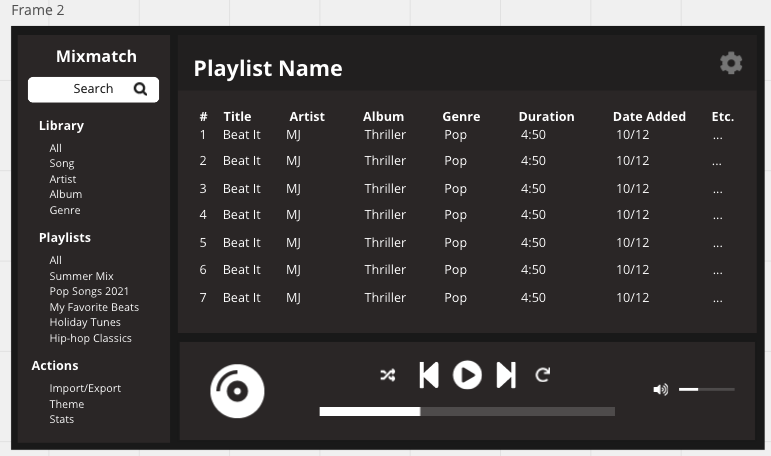 Frame 2
Mixmatch
Search
Library
All
Song
Artist
Album
Genre
Playlists
All
Summer Mix
Pop Songs 2021
My Favorite Beats
Holiday Tunes
Hip-hop Classics
Actions
Import/Export
Theme
Stats
Playlist Name
# Title Artist Album Genre Duration Date Added Etc.
1 Beat It MJ Thriller Pop 4:50 10/12 ...
2 Beat It MJ Thriller Pop 4:50 10/12 ...
3 Beat It MJ Thriller Pop 4:50 10/12 ...
4 Beat It MJ Thriller Pop 4:50 10/12 ...
5 Beat It MJ Thriller Pop 4:50 10/12 ...
6 Beat It MJ Thriller Pop 4:50 10/12 ...
7 Beat It MJ Thriller Pop 4:50 10/12 ...